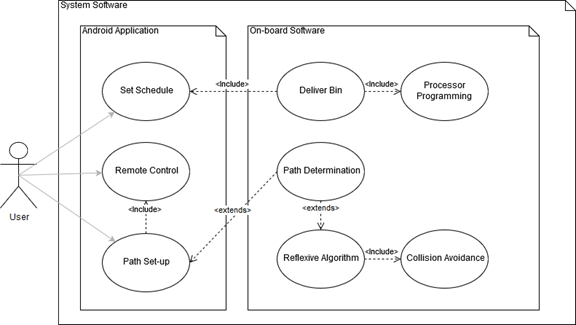 System Software
Android Application
On-board Software
Set Schedule
<Include>
Deliver Bin
<Include>
Processor
Programming
Remote Control
Path Determination
User
<Include>
<extends>
<extends>
Path Set-up
Reflexive Algorithm
<Include>
Collision Avoidance